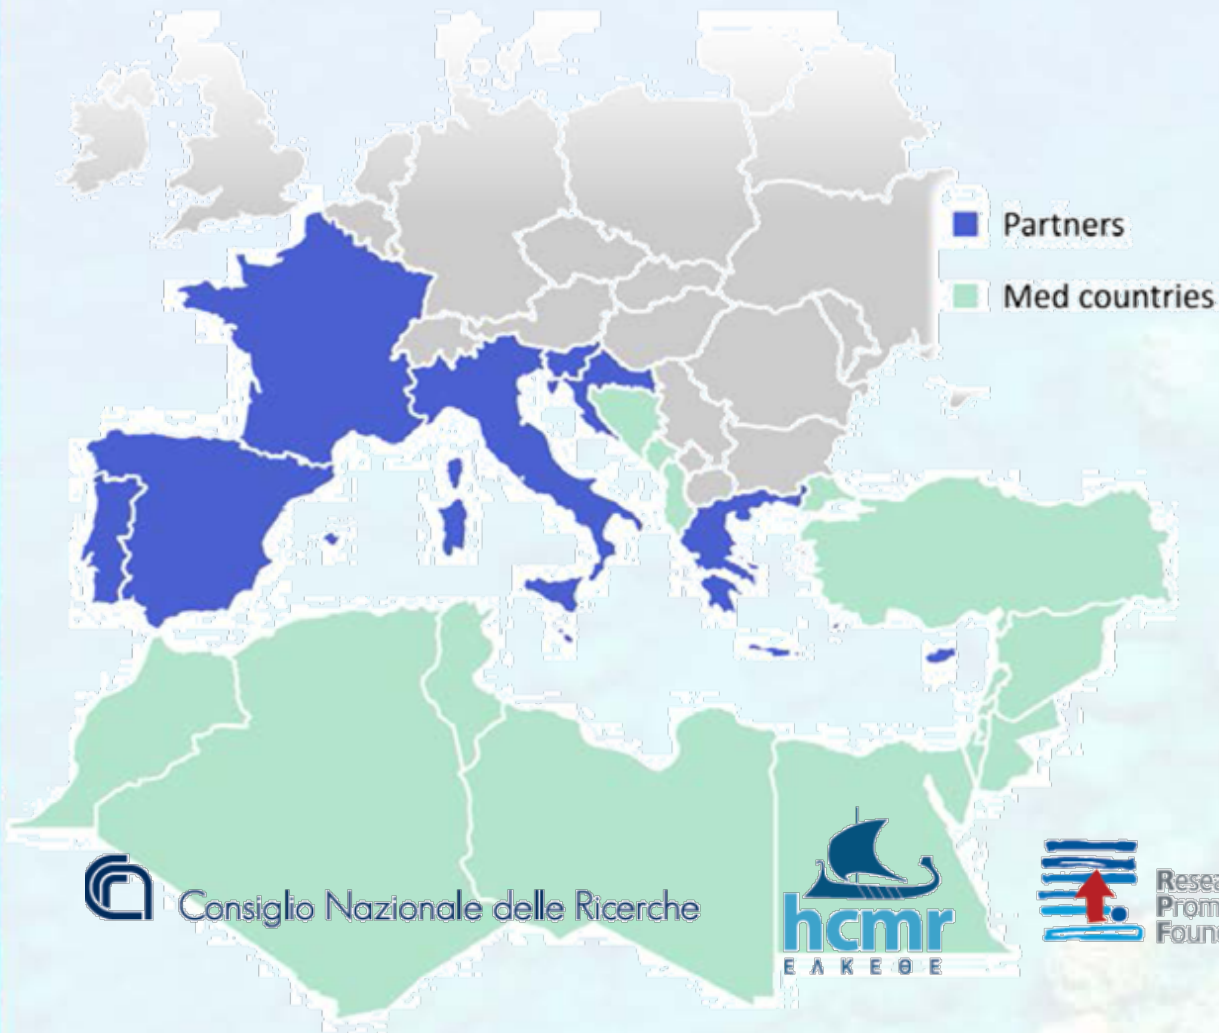 Partners
Med countries
Consiglio Nazionale delle Ricerche
hcmr
ΕΛΚΕΘΕ